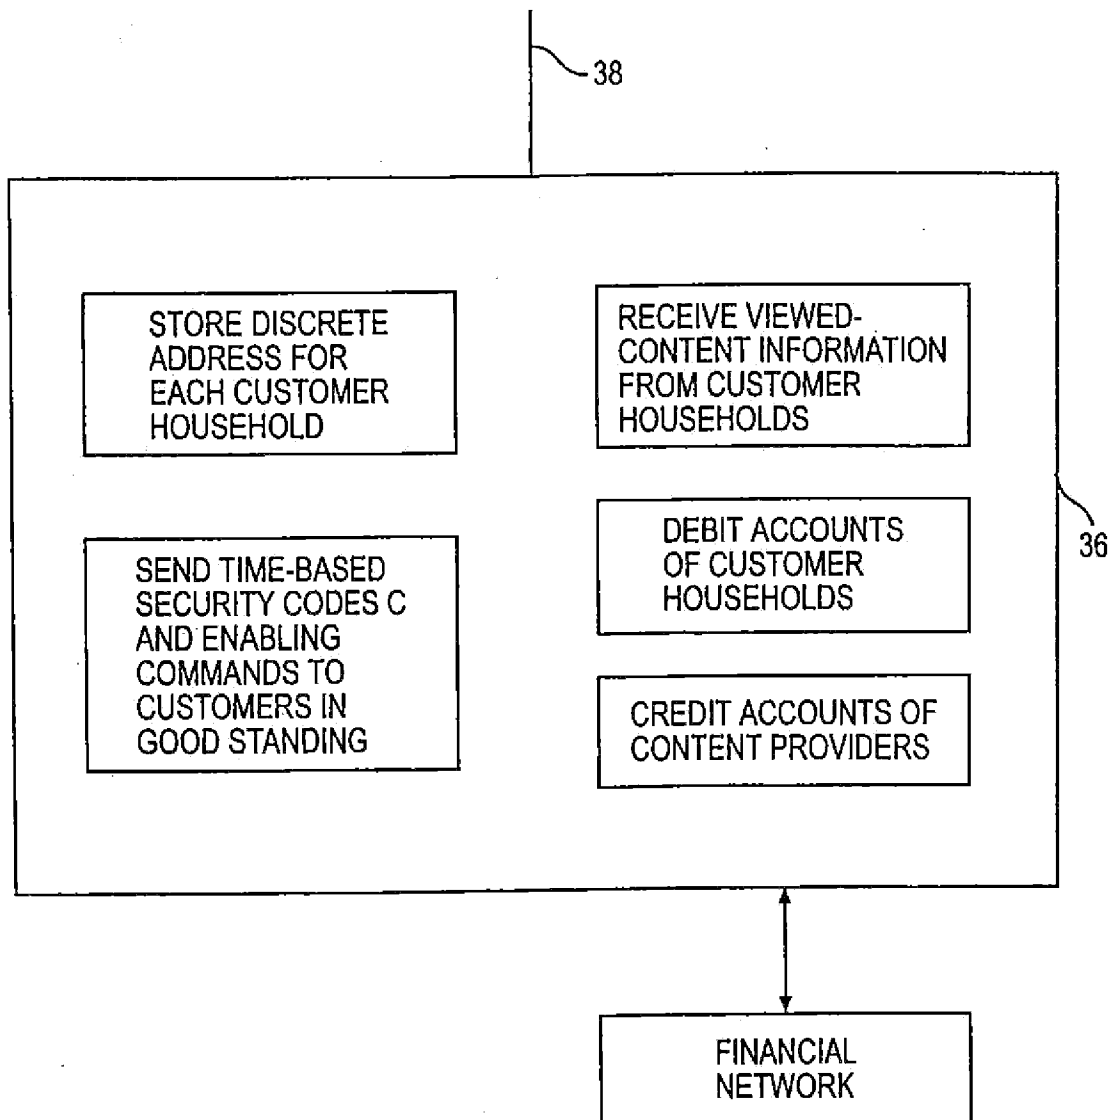 38
STORE DISCRETE
ADDRESS FOR
EACH CUSTOMER
HOUSEHOLD
SEND TIME-BASED
SECURITY CODES C
AND ENABLING
COMMANDS TO
CUSTOMERS IN
GOOD STANDING
RECEIVE VIEWED-
CONTENT INFORMATION
FROM CUSTOMER
HOUSEHOLDS
DEBIT ACCOUNTS
OF CUSTOMER
HOUSEHOLDS
CREDIT ACCOUNTS OF
CONTENT PROVIDERS
36
FINANCIAL
NETWORK